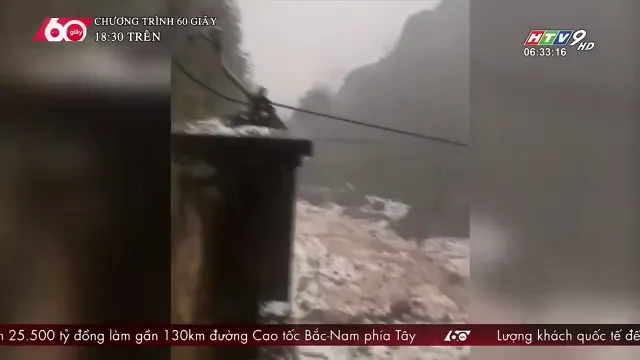 60 giây
CHƯƠNG TRÌNH 60 GIÂY
18:30 TRÊN
HTV9 HD
06:33:16
25.500 tỷ đồng làm gần 130km đường Cao tốc Bắc-Nam phía Tây
60
Lượng khách quốc tế